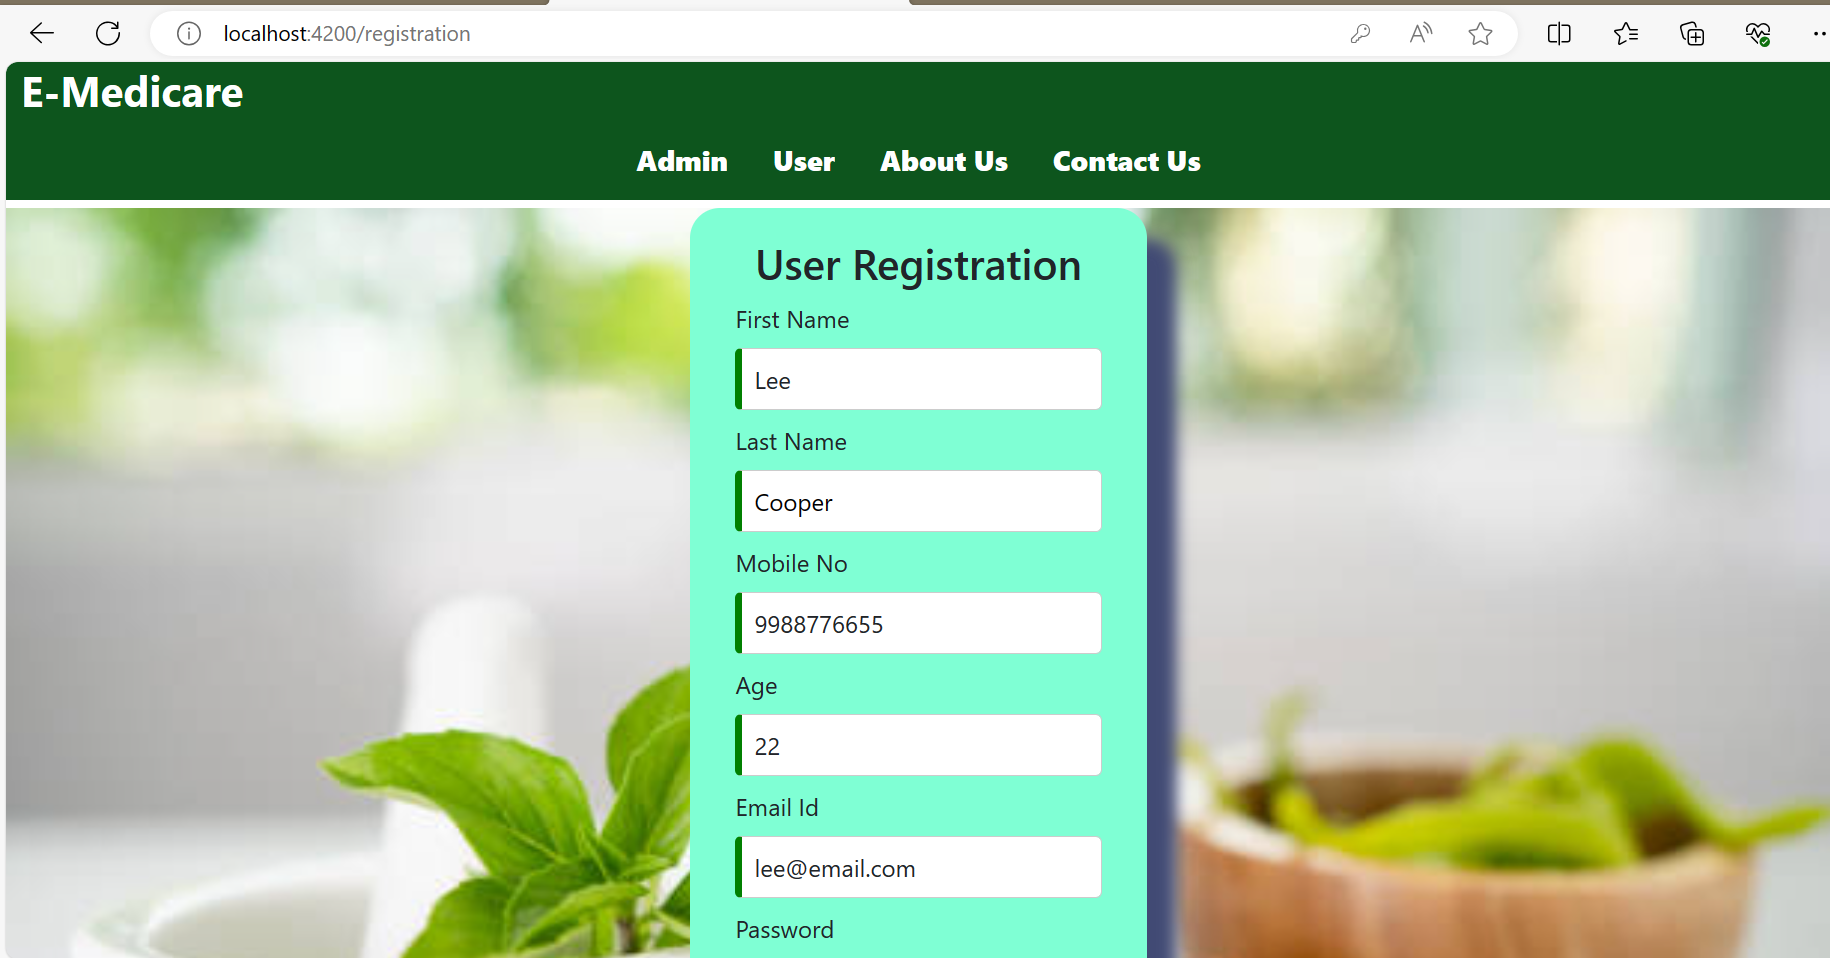 localhost:4200/registration
E-Medicare
Admin User About Us Contact Us
User Registration
First Name
Lee
Last Name
Cooper
Mobile No
9988776655
Age
22
Email Id
lee@email.com
Password